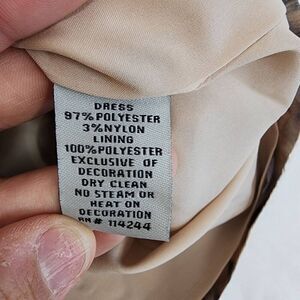 DRESS
97% POLYESTER
3% NYLON
LINING
100% POLYESTER
EXCLUSIVE OF
DECORATION
DRY CLEAN
NO STEAM OR
HEAT ON
DECORATION
RN # 114244